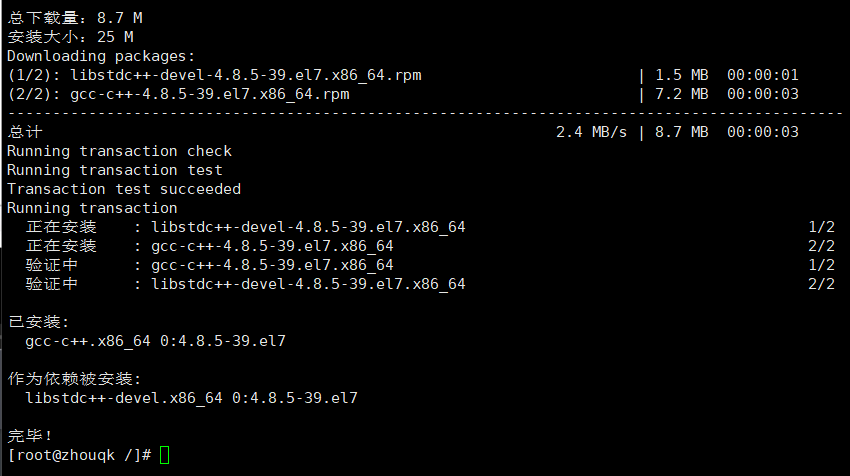 总下载量：8.7 M
安装大小：25 M
Downloading packages:
(1/2): libstdc++-devel-4.8.5-39.el7.x86_64.rpm | 1.5 MB 00:00:01
(2/2): gcc-c++-4.8.5-39.el7.x86_64.rpm | 7.2 MB 00:00:03
--------------------------------------------------------------------------------------------
总计 2.4 MB/s | 8.7 MB 00:00:03
Running transaction check
Running transaction test
Transaction test succeeded
Running transaction
正在安装 : libstdc++-devel-4.8.5-39.el7.x86_64 1/2
正在安装 : gcc-c++-4.8.5-39.el7.x86_64 2/2
验证中 : gcc-c++-4.8.5-39.el7.x86_64 1/2
验证中 : libstdc++-devel-4.8.5-39.el7.x86_64 2/2
已安装:
gcc-c++.x86_64 0:4.8.5-39.el7
作为依赖被安装:
libstdc++-devel.x86_64 0:4.8.5-39.el7
完毕！
[root@zhouqk /]#